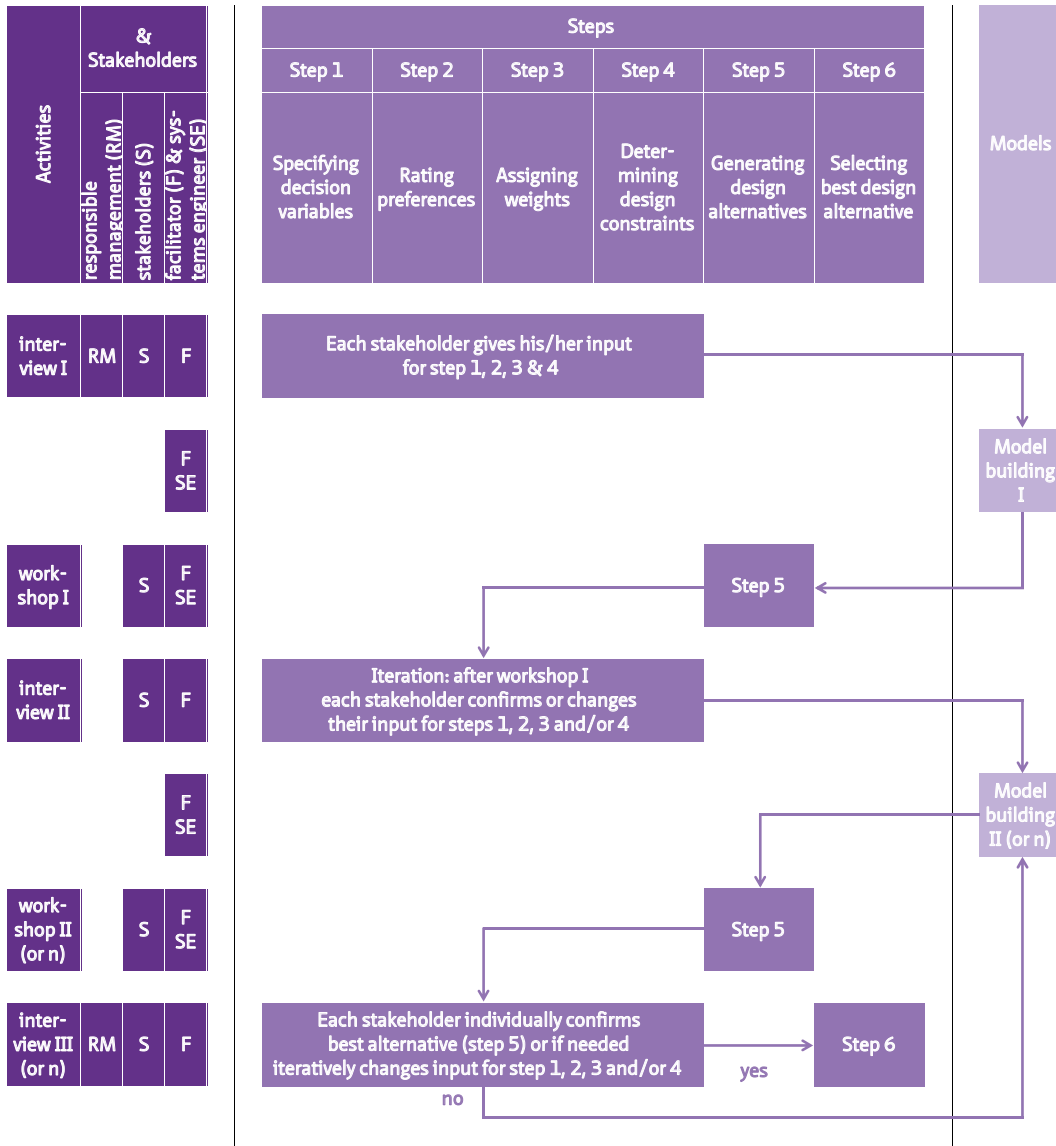 Activities
&
Stakeholders
responsible
management (RM)
stakeholders (S)
facilitator (F) & sys-
tems engineer (SE)
Steps
Step 1
Step 2
Step 3
Step 4
Step 5
Step 6
Specifying
decision
variables
Rating
preferences
Assigning
weights
Deter-
mining
design
constraints
Generating
design
alternatives
Selecting
best design
alternative
Models
inter-
view I
RM
S
F
Each stakeholder gives his/her input
for step 1, 2, 3 & 4
F
SE
Model
building
I
work-
shop I
S
F
SE
Step 5
inter-
view II
S
F
Iteration: after workshop I
each stakeholder confirms or changes
their input for steps 1, 2, 3 and/or 4
F
SE
Model
building
II (or n)
work-
shop II
(or n)
S
F
SE
Step 5
inter-
view III
(or n)
RM
S
F
Each stakeholder individually confirms
best alternative (step 5) or if needed
iteratively changes input for step 1, 2, 3 and/or 4
yes
Step 6
no